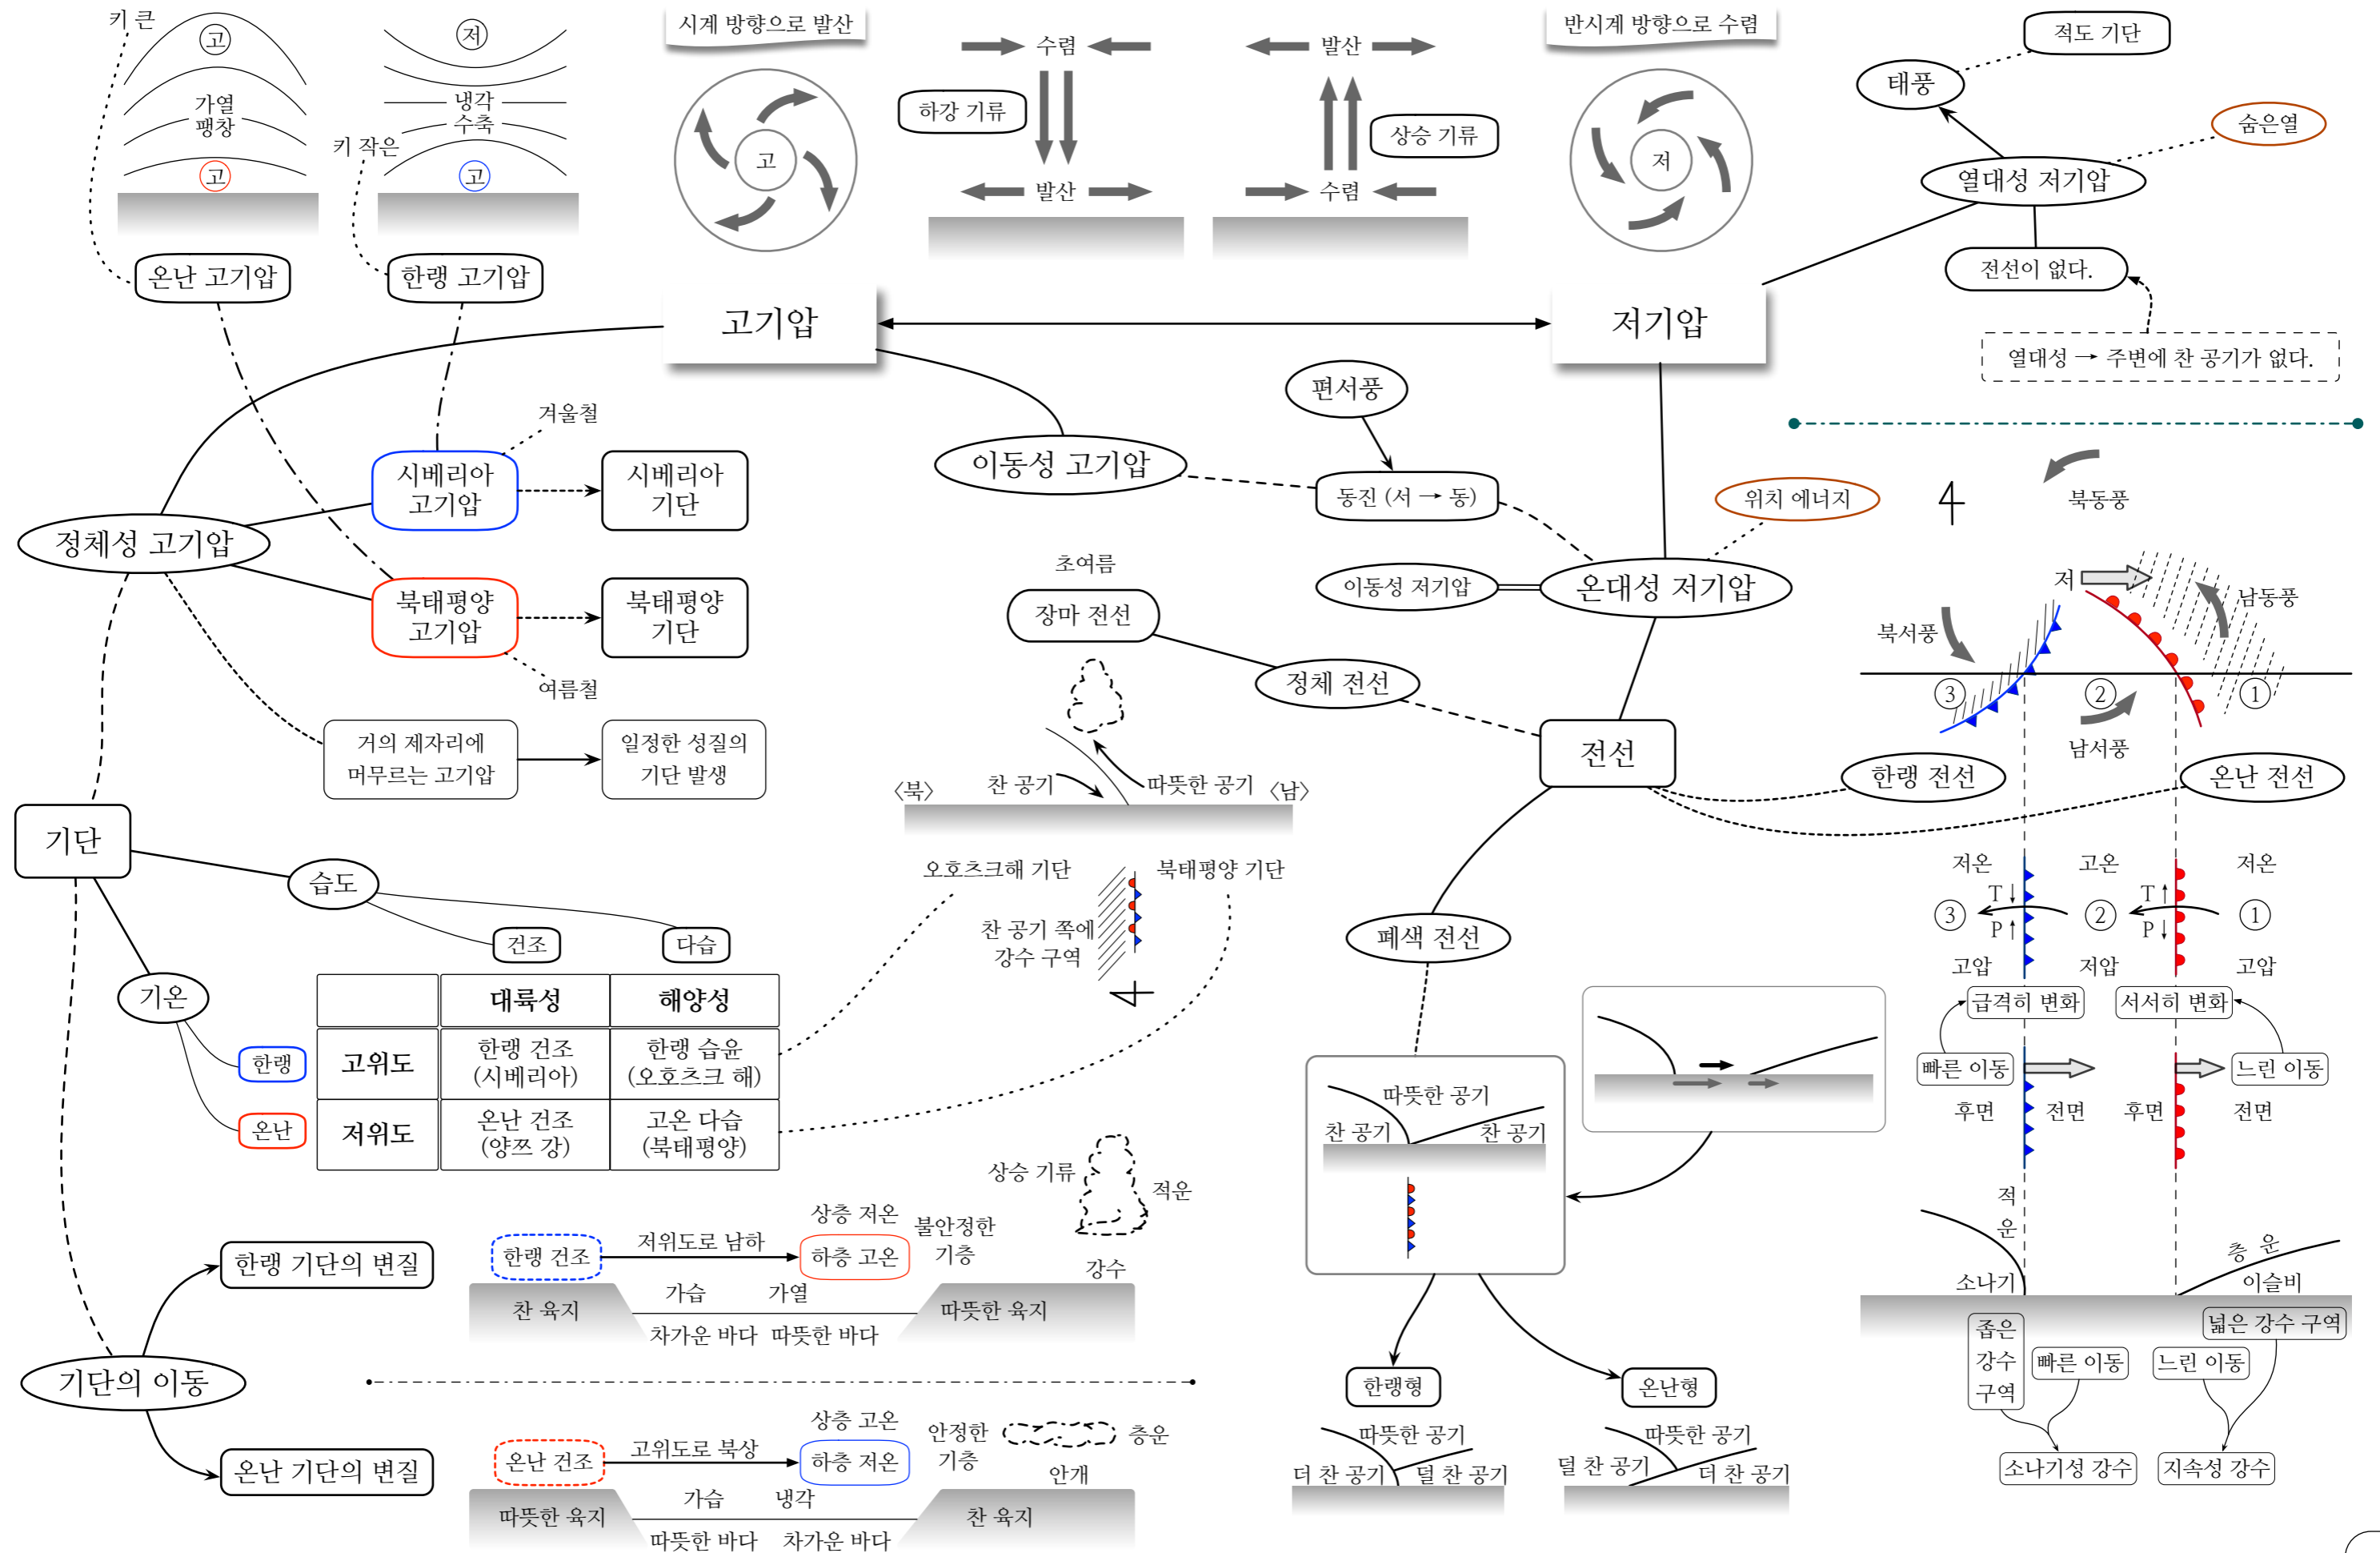 키 큰
고
가열
팽창
고
저
냉각
수축
키 작은
고
시계 방향으로 발산
고
수렴
하강 기류
발산
발산
상승 기류
수렴
반시계 방향으로 수렴
저
적도 기단
태풍
숨은열
열대성 저기압
전선이 없다.
열대성 → 주변에 찬 공기가 없다.
온난 고기압
한랭 고기압
고기압
저기압
편서풍
이동성 고기압
동진 (서 → 동)
위치 에너지
이동성 저기압
온대성 저기압
겨울철
시베리아
고기압
시베리아
기단
정체성 고기압
북태평양
고기압
북태평양
기단
여름철
거의 제자리에
머무르는 고기압
일정한 성질의
기단 발생
초여름
장마 전선
정체 전선
전선
〈북〉
찬 공기
따뜻한 공기
〈남〉
북동풍
저
남동풍
북서풍
③
②
①
남서풍
한랭 전선
온난 전선
기단
습도
건조
다습
기온
한랭
온난
대륙성
해양성
고위도
한랭 건조
(시베리아)
한랭 습윤
(오호츠크 해)
저위도
온난 건조
(양쯔 강)
고온 다습
(북태평양)
오호츠크해 기단
북태평양 기단
찬 공기 쪽에
강수 구역
폐색 전선
따뜻한 공기
찬 공기
찬 공기
저온
고온
저온
T ↓
T ↑
③
②
①
P ↑
P ↓
고압
저압
고압
급격히 변화
서서히 변화
빠른 이동
느린 이동
후면
전면
후면
전면
적
운
층 운
소나기
이슬비
좁은
강수
구역
넓은 강수 구역
빠른 이동
느린 이동
소나기성 강수
지속성 강수
한랭형
온난형
따뜻한 공기
더 찬 공기
덜 찬 공기
따뜻한 공기
덜 찬 공기
더 찬 공기
기단의 이동
한랭 기단의 변질
한랭 건조
저위도로 남하
상층 저온
하층 고온
불안정한
기층
상승 기류
적운
강수
찬 육지
가습
가열
차가운 바다
따뜻한 바다
따뜻한 육지
온난 기단의 변질
온난 건조
고위도로 북상
상층 고온
하층 저온
안정한
기층
층운
안개
따뜻한 육지
가습
냉각
따뜻한 바다
차가운 바다
찬 육지